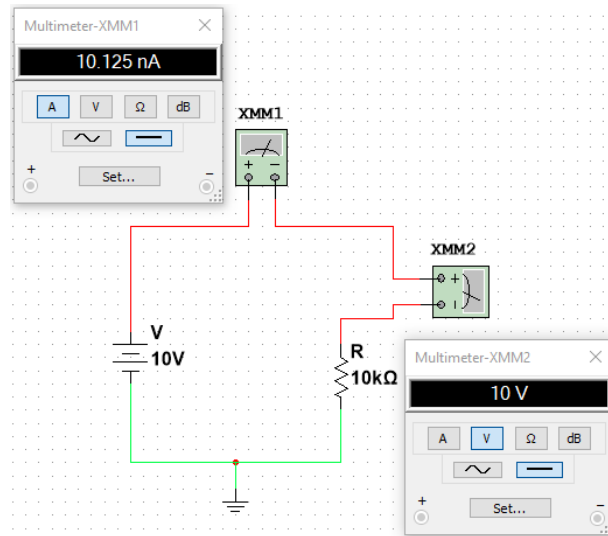 Multimeter-XMM1 ×
10.125 nA
A V Ω dB
+ Set... −
XMM1
+ −
XMM2
+
−
V
10V
R
10kΩ
Multimeter-XMM2 ×
10 V
A V Ω dB
+ Set... −